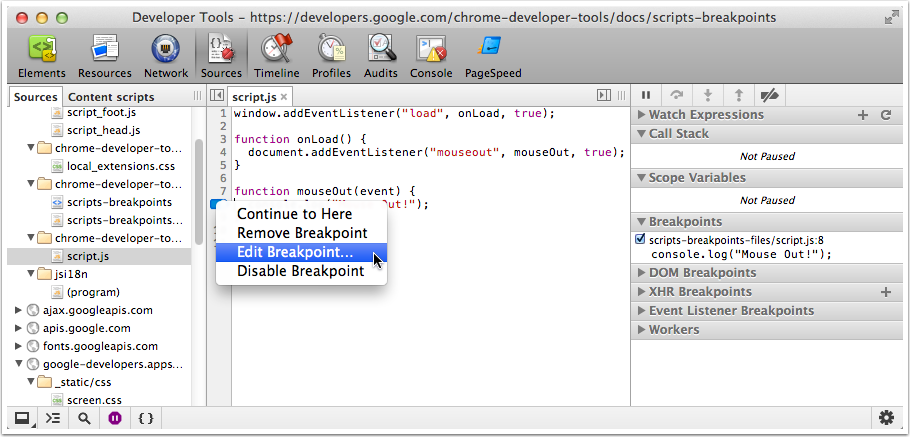 Developer Tools - https://developers.google.com/chrome-developer-tools/docs/scripts-breakpoints
Elements Resources Network Sources Timeline Profiles Audits Console PageSpeed
Sources Content scripts
script_foot.js
script_head.js
chrome-developer-to...
local_extensions.css
chrome-developer-to...
scripts-breakpoints
scripts-breakpoints...
chrome-developer-to...
script.js
jsi18n
(program)
ajax.googleapis.com
apis.google.com
fonts.googleapis.com
google-developers.apps...
_static/css
screen.css
script.js ×
1 window.addEventListener("load", onLoad, true);
2
3 function onLoad() {
4 document.addEventListener("mouseout", mouseOut, true);
5 }
6
7 function mouseOut(event) {
Out!");
Continue to Here
Remove Breakpoint
Edit Breakpoint...
Disable Breakpoint
Watch Expressions
Call Stack
Not Paused
Scope Variables
Not Paused
Breakpoints
scripts-breakpoints-files/script.js:8
console.log("Mouse Out!");
DOM Breakpoints
XHR Breakpoints
Event Listener Breakpoints
Workers